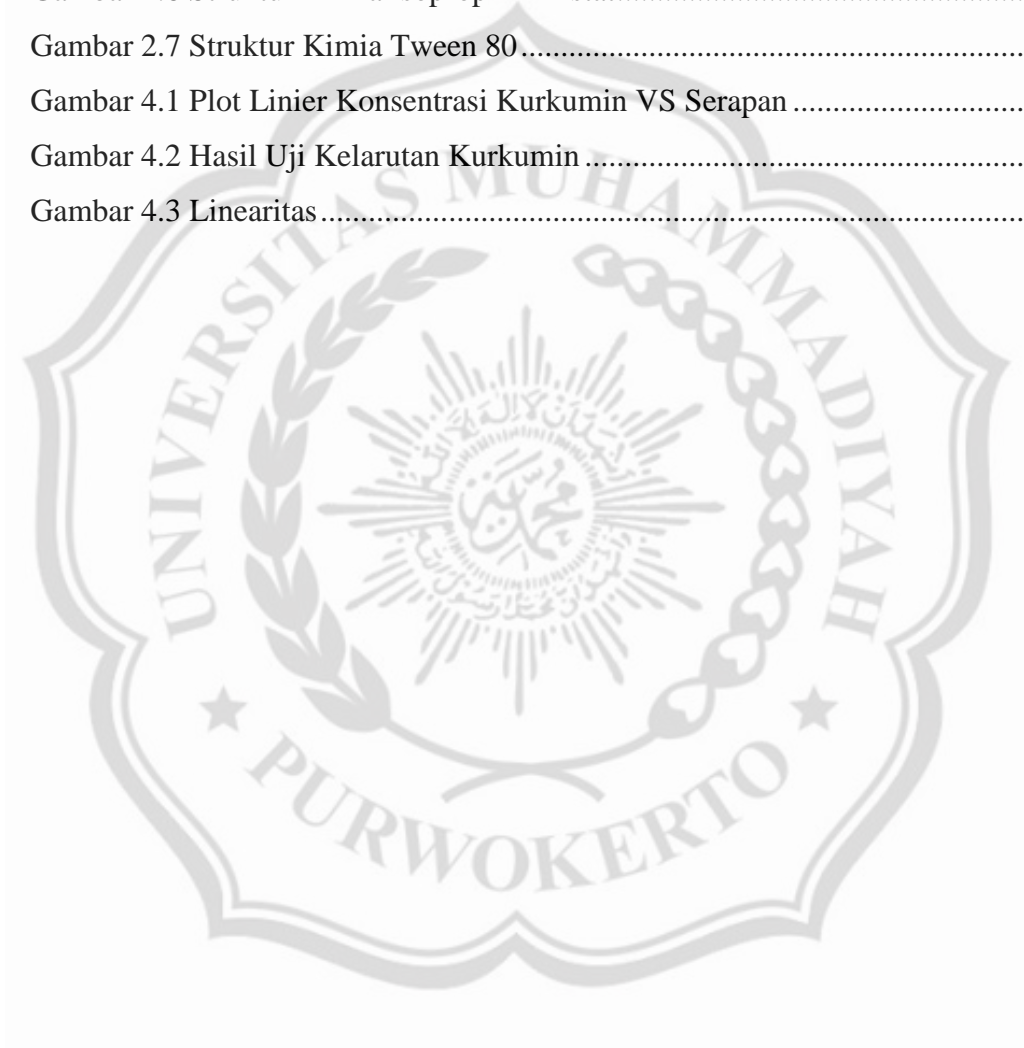 Gambar 2.7 Struktur Kimia Tween 80
Gambar 4.1 Plot Linier Konsentrasi Kurkumin VS Serapan
Gambar 4.2 Hasil Uji Kelarutan Kurkumin
Gambar 4.3 Linearitas
UNIVERSITAS MUHAMMADIYAH
PURWOKERTO
محمد